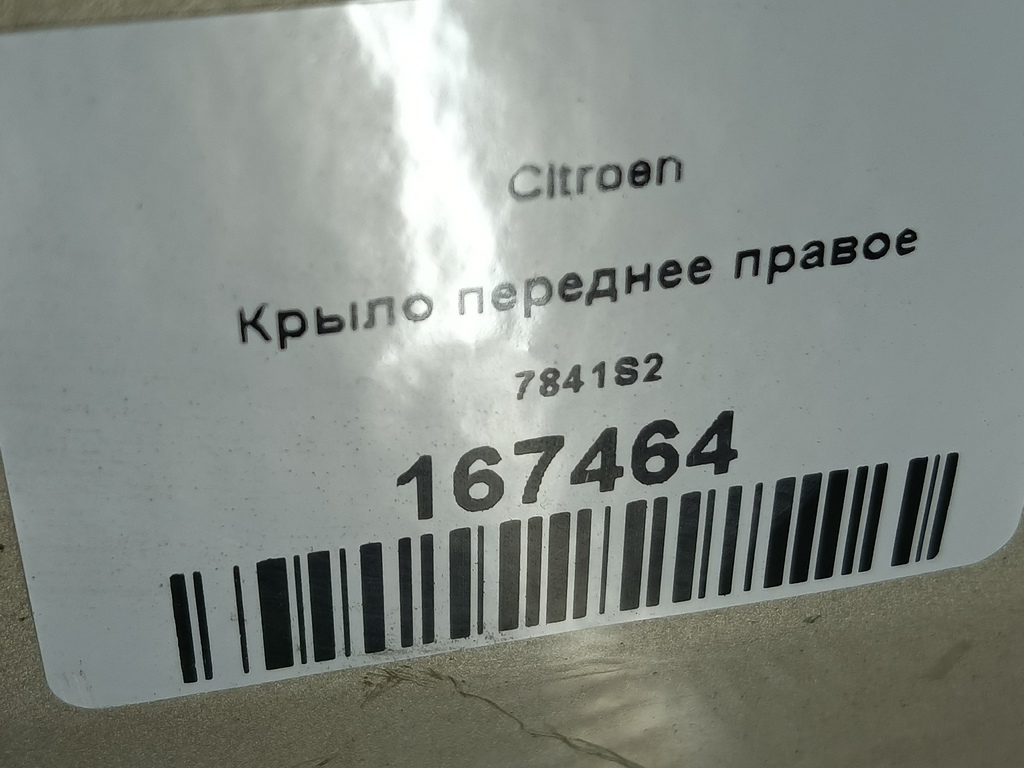 Citroen
Крыло переднее правое
7841S2
167464